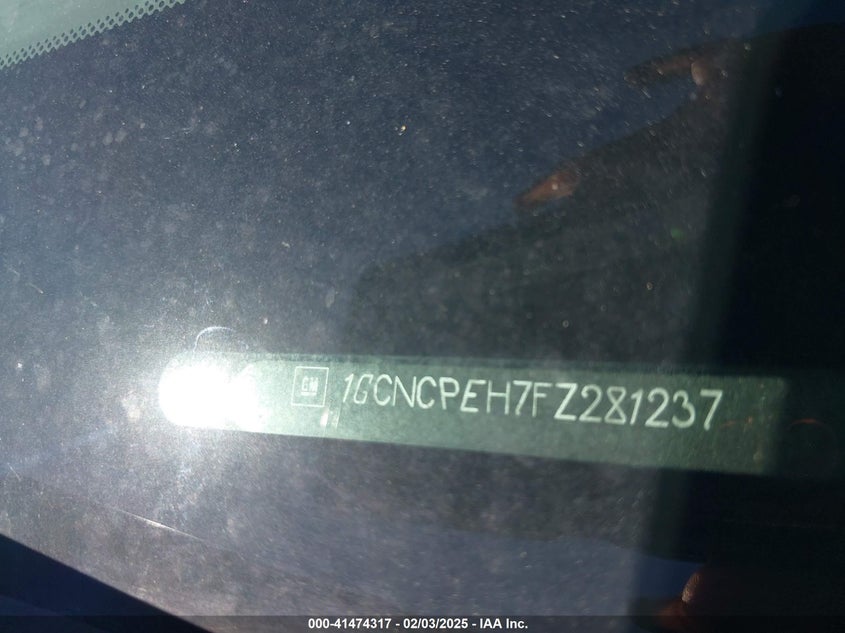 GM 1GCNCPEH7FZ281237
000-41474317 - 02/03/2025 - IAA Inc.